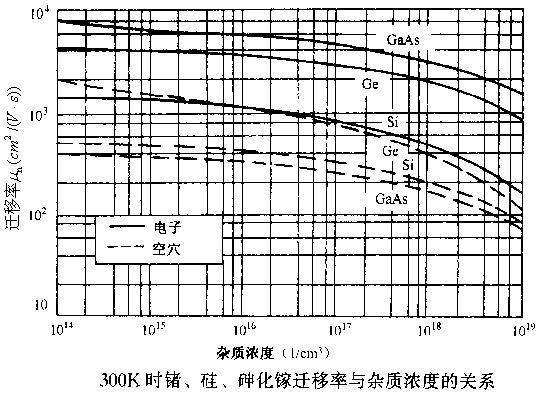 10⁴
10³
10²
10
迁移率μₕ(cm²/(V·s))
GaAs
Ge
Si
Ge
Si
GaAs
电子
空穴
10¹⁴ 10¹⁵ 10¹⁶ 10¹⁷ 10¹⁸ 10¹⁹
杂质浓度（1/cm³）
300K 时锗、硅、砷化镓迁移率与杂质浓度的关系